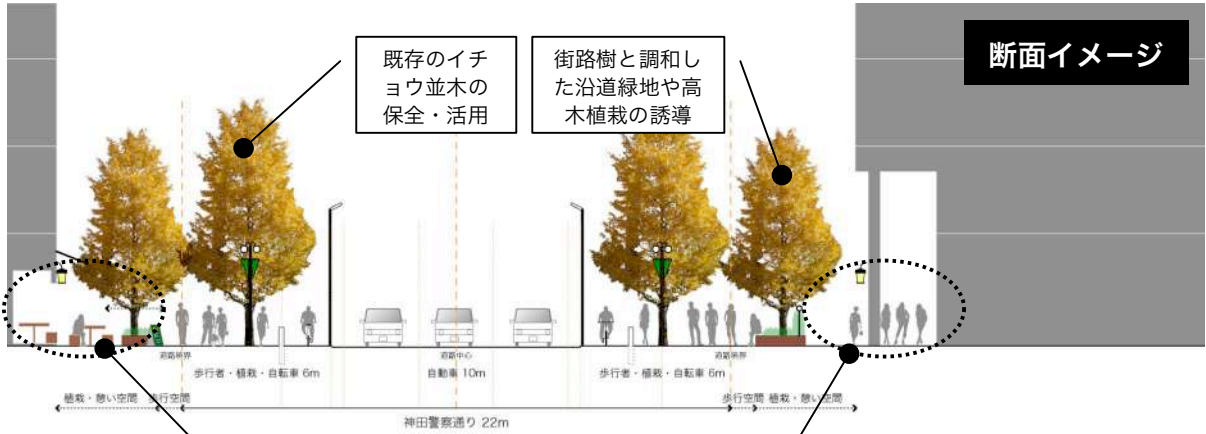 断面イメージ
既存のイチ
ョウ並木の
保全・活用
街路樹と調和し
た沿道緑地や高
木植栽の誘導
道路境界
道路中心
道路境界
歩行者・植栽・自転車 6m
自動車 10m
歩行者・植栽・自転車 6m
植栽・憩い空間
歩行空間
歩行空間
植栽・憩い空間
神田警察通り 22m